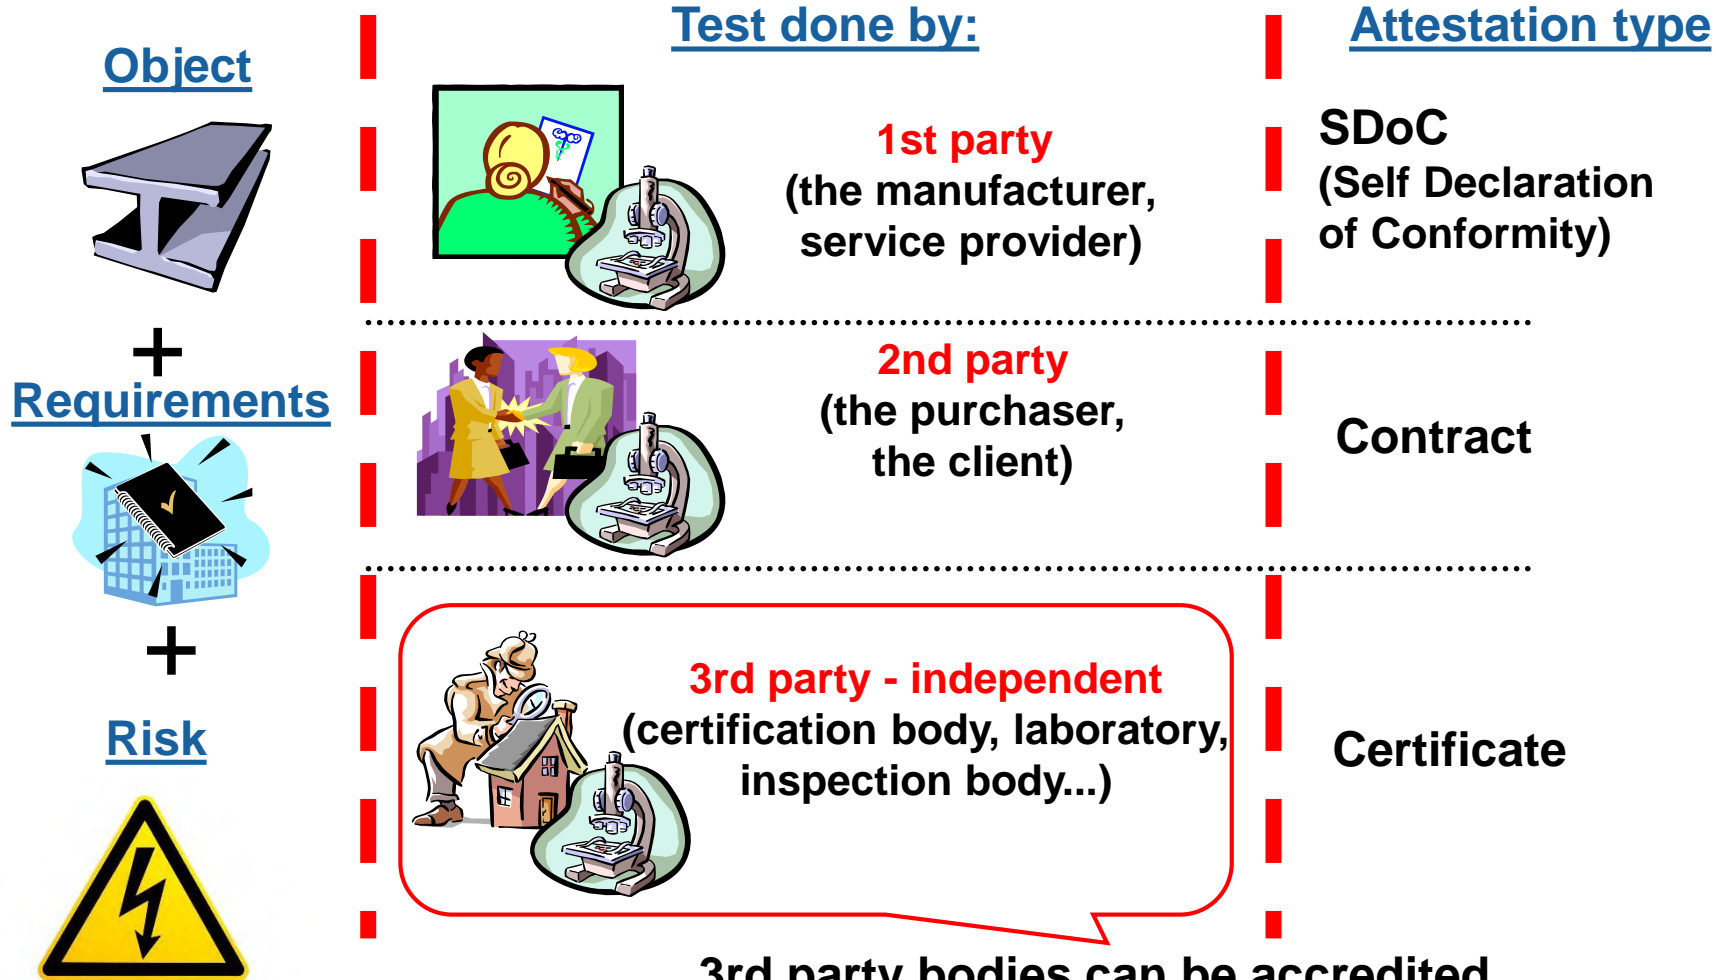 Object
+
Requirements
+
Risk
Test done by:
1st party
(the manufacturer,
service provider)
2nd party
(the purchaser,
the client)
3rd party - independent
(certification body, laboratory,
inspection body...)
Attestation type
SDoC
(Self Declaration
of Conformity)
Contract
Certificate
3rd party bodies can be accredited